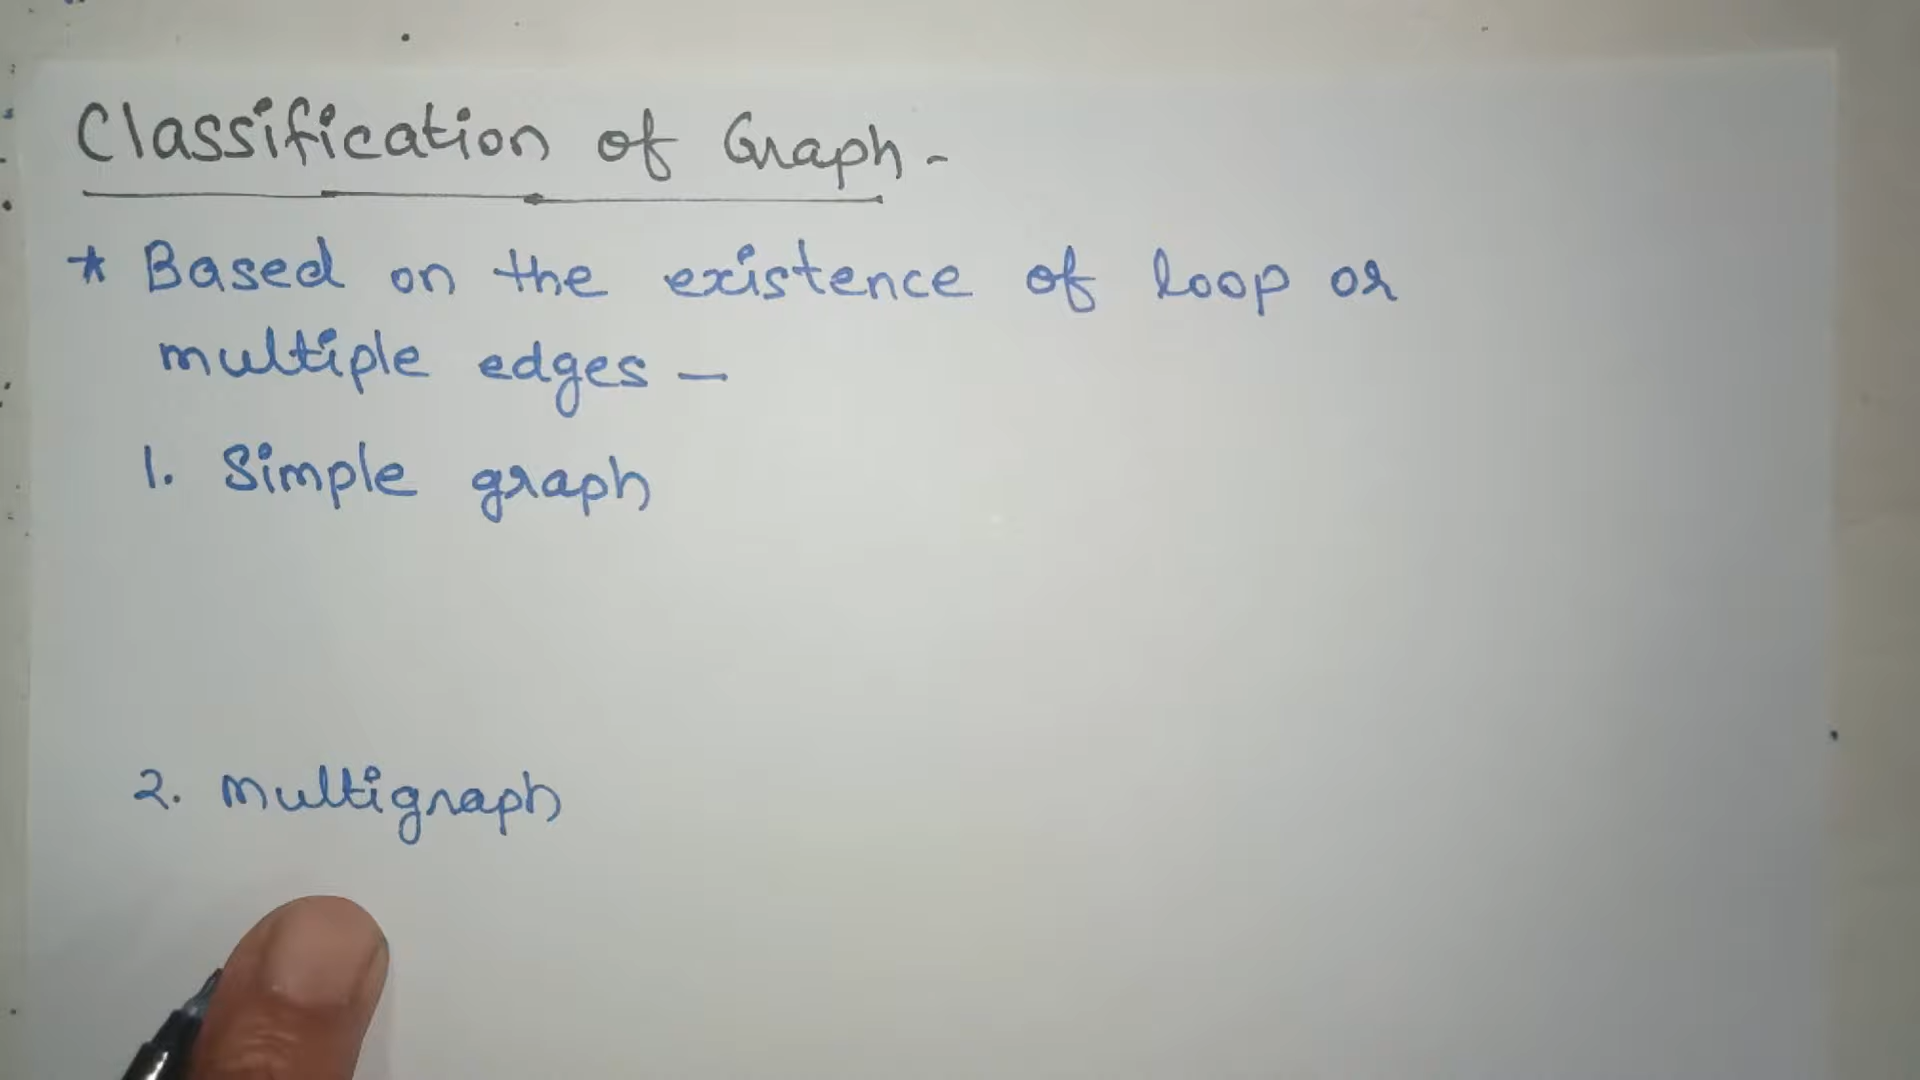 Classification of Graph -
* Based on the existence of loop or
multiple edges —
1. Simple graph
2. Multigraph